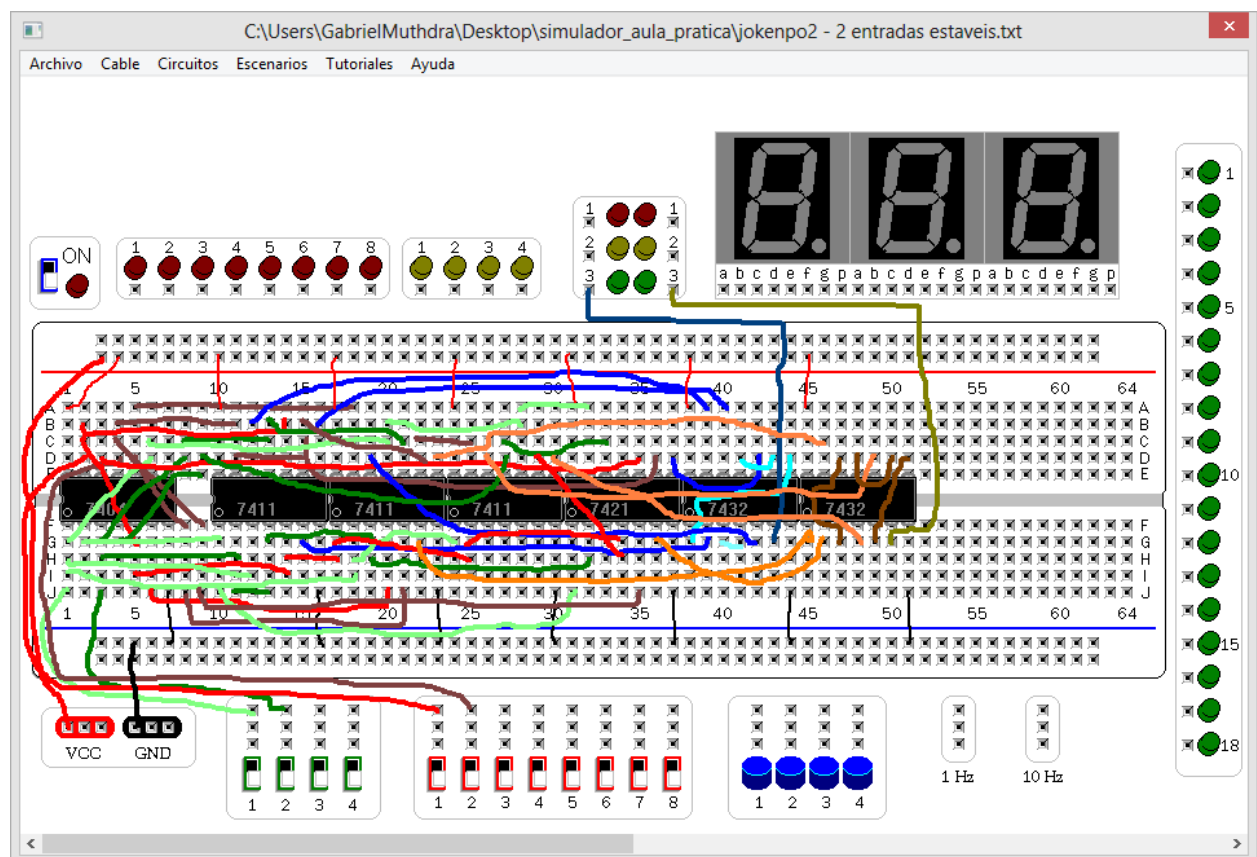 C:\Users\GabrielMuthdra\Desktop\simulador_aula_pratica\jokenpo2 - 2 entradas estaveis.txt
Archivo Cable Circuitos Escenarios Tutoriales Ayuda
ON
1 2 3 4 5 6 7 8
1 2 3 4
1 1
2 2
3 3
a b c d e f g p a b c d e f g p a b c d e f g p
1
5
10
15
18
1 5 10 15 20 25 30 35 40 45 50 55 60 64
A A
B B
C C
D D
E E
7411 7411 7411 7421 7432 7432
F F
G G
H H
I I
J J
1 5 10 20 25 30 35 40 45 50 55 60 64
VCC GND
1 2 3 4
1 2 3 4 5 6 7 8
1 2 3 4
1 Hz
10 Hz